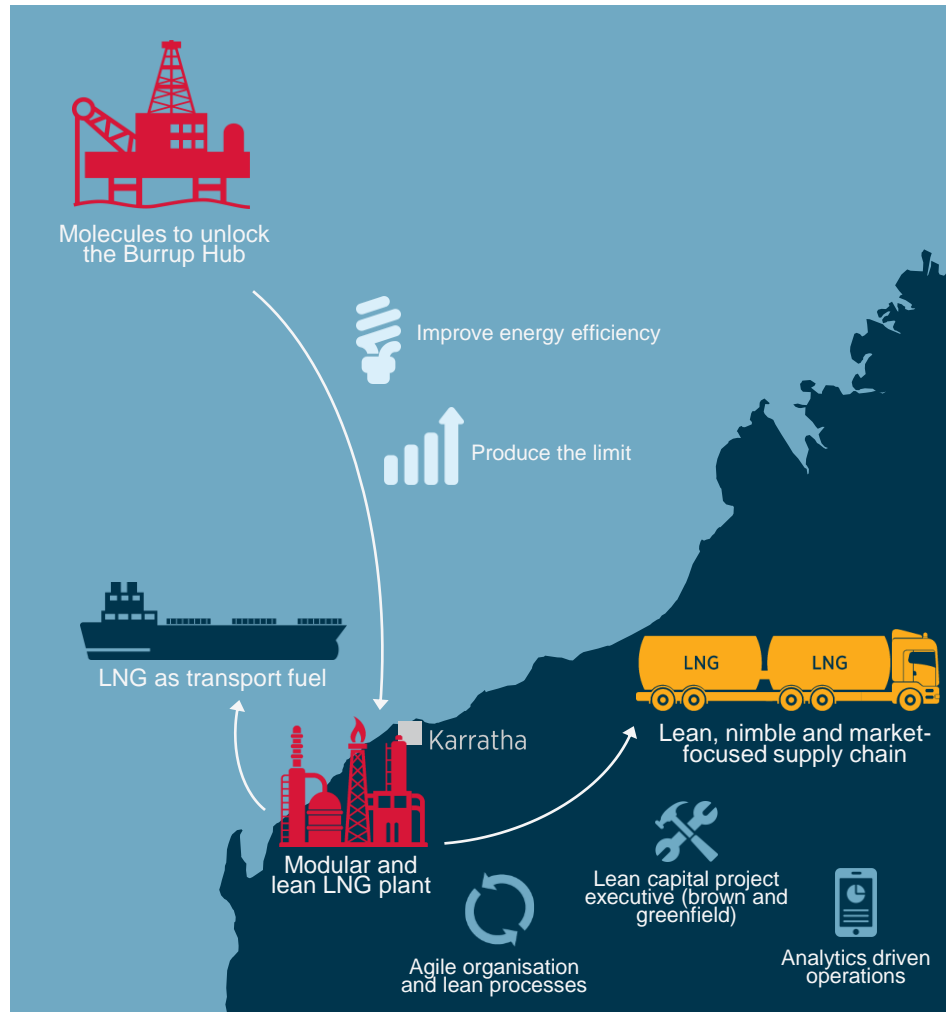 Molecules to unlock
the Burrup Hub
Improve energy efficiency
Produce the limit
LNG as transport fuel
LNG
LNG
Karratha
Lean, nimble and market-
focused supply chain
Modular and
lean LNG plant
Lean capital project
executive (brown and
greenfield)
Agile organisation
and lean processes
Analytics driven
operations